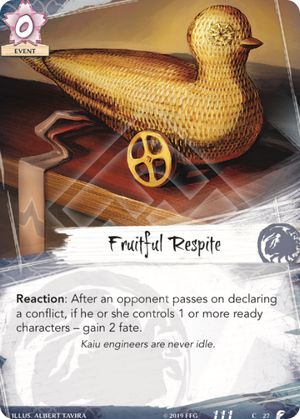 0
EVENT
Fruitful Respite
Reaction: After an opponent passes on declaring
a conflict, if he or she controls 1 or more ready
characters – gain 2 fate.
Kaiu engineers are never idle.
ILLUS. ALBERT TAVIRA © 2019 FFG 111 C 27